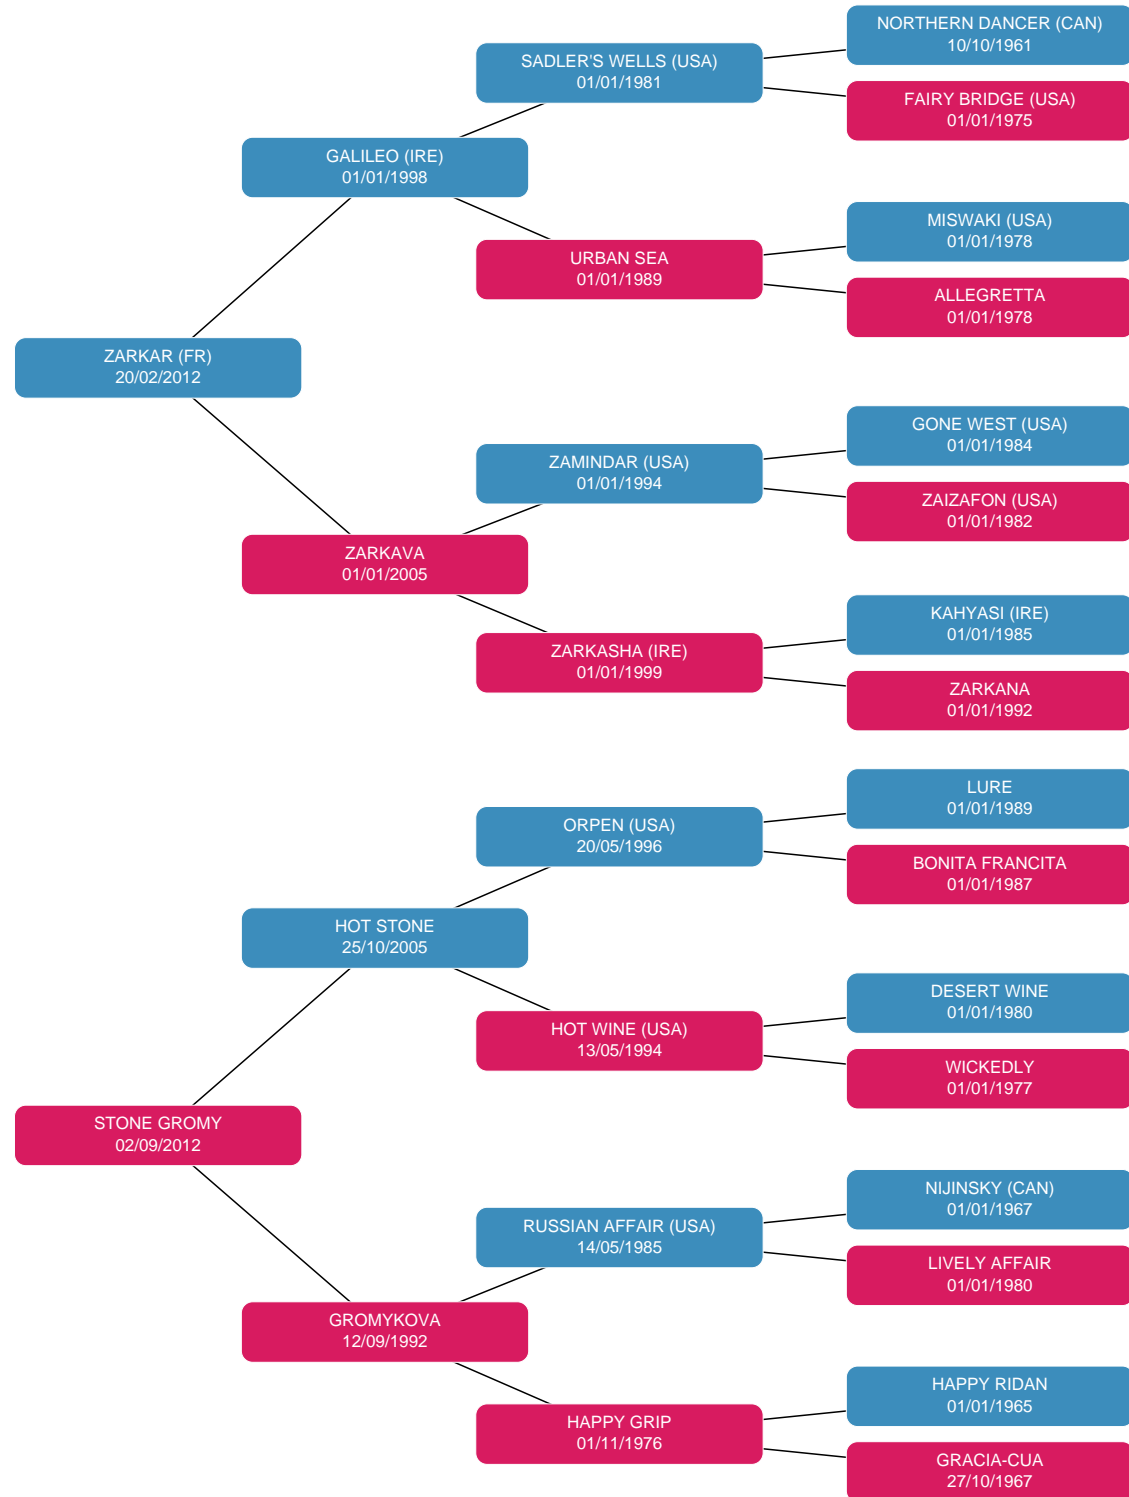 NORTHERN DANCER (CAN)
10/10/1961
SADLER'S WELLS (USA)
01/01/1981
FAIRY BRIDGE (USA)
01/01/1975
GALILEO (IRE)
01/01/1998
MISWAKI (USA)
01/01/1978
URBAN SEA
01/01/1989
ALLEGRETTA
01/01/1978
ZARKAR (FR)
20/02/2012
GONE WEST (USA)
01/01/1984
ZAMINDAR (USA)
01/01/1994
ZAIZAFON (USA)
01/01/1982
ZARKAVA
01/01/2005
KAHYASI (IRE)
01/01/1985
ZARKASHA (IRE)
01/01/1999
ZARKANA
01/01/1992
LURE
01/01/1989
ORPEN (USA)
20/05/1996
BONITA FRANCITA
01/01/1987
HOT STONE
25/10/2005
DESERT WINE
01/01/1980
HOT WINE (USA)
13/05/1994
WICKEDLY
01/01/1977
STONE GROMY
02/09/2012
NIJINSKY (CAN)
01/01/1967
RUSSIAN AFFAIR (USA)
14/05/1985
LIVELY AFFAIR
01/01/1980
GROMYKOVA
12/09/1992
HAPPY RIDAN
01/01/1965
HAPPY GRIP
01/11/1976
GRACIA-CUA
27/10/1967